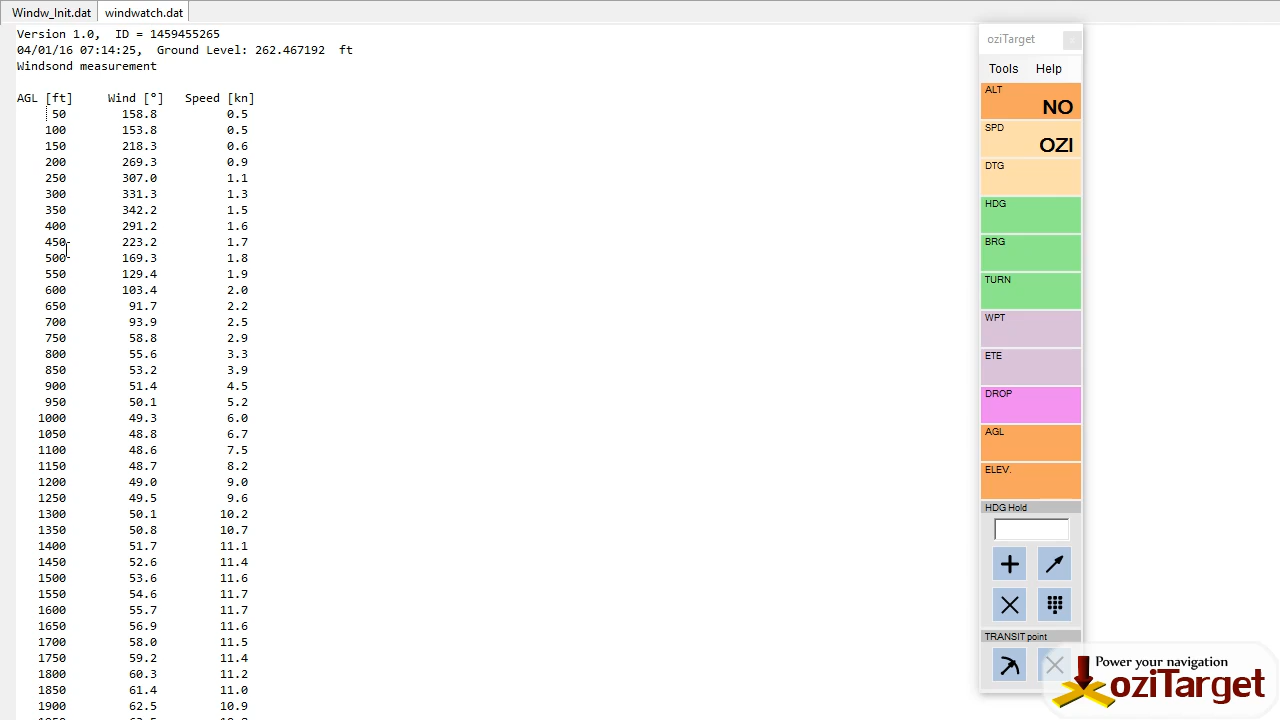 Windw_Init.dat windwatch.dat
Version 1.0, ID = 1459455265
04/01/16 07:14:25, Ground Level: 262.467192 ft
Windsond measurement
AGL [ft] Wind [°] Speed [kn]
50 158.8 0.5
100 153.8 0.5
150 218.3 0.6
200 269.3 0.9
250 307.0 1.1
300 331.3 1.3
350 342.2 1.5
400 291.2 1.6
450 223.2 1.7
500 169.3 1.8
550 129.4 1.9
600 103.4 2.0
650 91.7 2.2
700 93.9 2.5
750 58.8 2.9
800 55.6 3.3
850 53.2 3.9
900 51.4 4.5
950 50.1 5.2
1000 49.3 6.0
1050 48.8 6.7
1100 48.6 7.5
1150 48.7 8.2
1200 49.0 9.0
1250 49.5 9.6
1300 50.1 10.2
1350 50.8 10.7
1400 51.7 11.1
1450 52.6 11.4
1500 53.6 11.6
1550 54.6 11.7
1600 55.7 11.7
1650 56.9 11.6
1700 58.0 11.5
1750 59.2 11.4
1800 60.3 11.2
1850 61.4 11.0
1900 62.5 10.9
oziTarget
Tools Help
ALT
NO
SPD
OZI
DTG
HDG
BRG
TURN
WPT
ETE
DROP
AGL
ELEV.
HDG Hold
TRANSIT point
Power your navigation
oziTarget